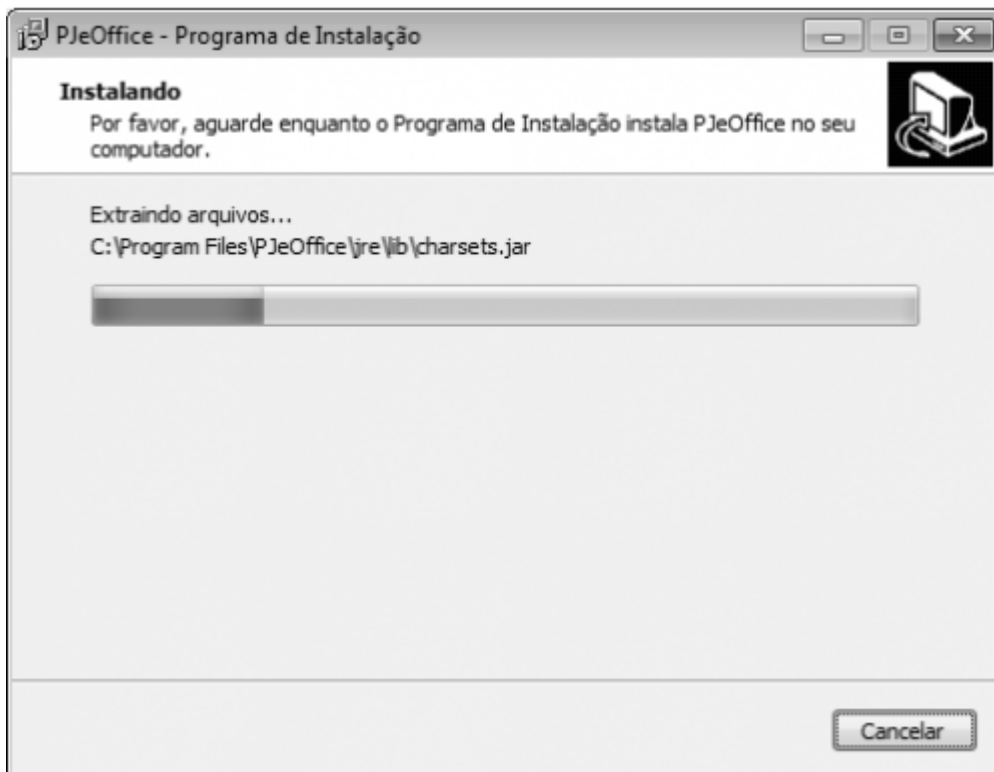 PJeOffice - Programa de Instalação
Instalando
Por favor, aguarde enquanto o Programa de Instalação instala PJeOffice no seu
computador.
Extraindo arquivos...
C:\Program Files\PJeOffice\jre\lib\charsets.jar
Cancelar